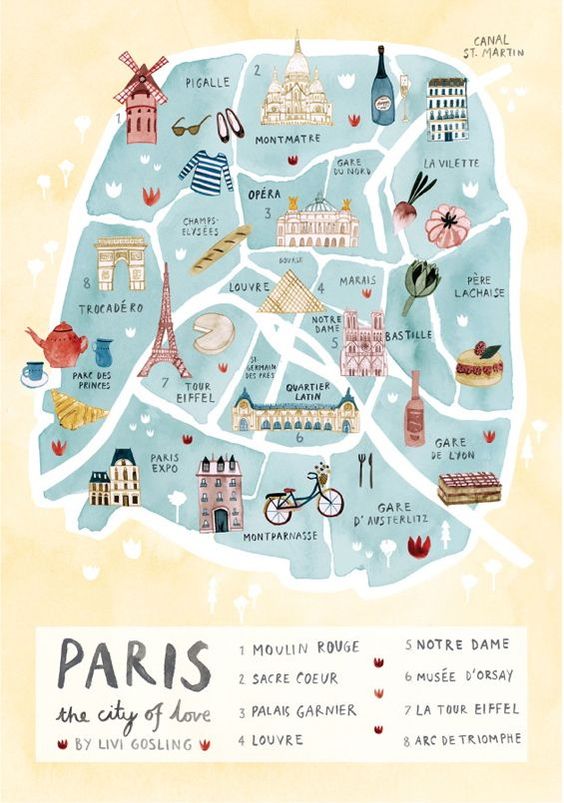 CANAL
ST. MARTIN
PIGALLE
2
1
MONTMATRE
GARE
DU NORD
LA VILETTE
OPÉRA
3
CHAMPS-
ELYSÉES
BOURSE
8
LOUVRE
4
MARAIS
PÈRE
LACHAISE
TROCADÉRO
NOTRE
DAME
5
BASTILLE
PARC DES
PRINCES
7
TOUR
EIFFEL
ST.
GERMAIN
DES PRÉS
QUARTIER
LATIN
6
PARIS
EXPO
GARE
DE LYON
GARE
D'AUSTERLITZ
MONTPARNASSE
PARIS
the city of love
BY LIVI GOSLING
1 MOULIN ROUGE
2 SACRE COEUR
3 PALAIS GARNIER
4 LOUVRE
5 NOTRE DAME
6 MUSÉE D'ORSAY
7 LA TOUR EIFFEL
8 ARC DE TRIOMPHE